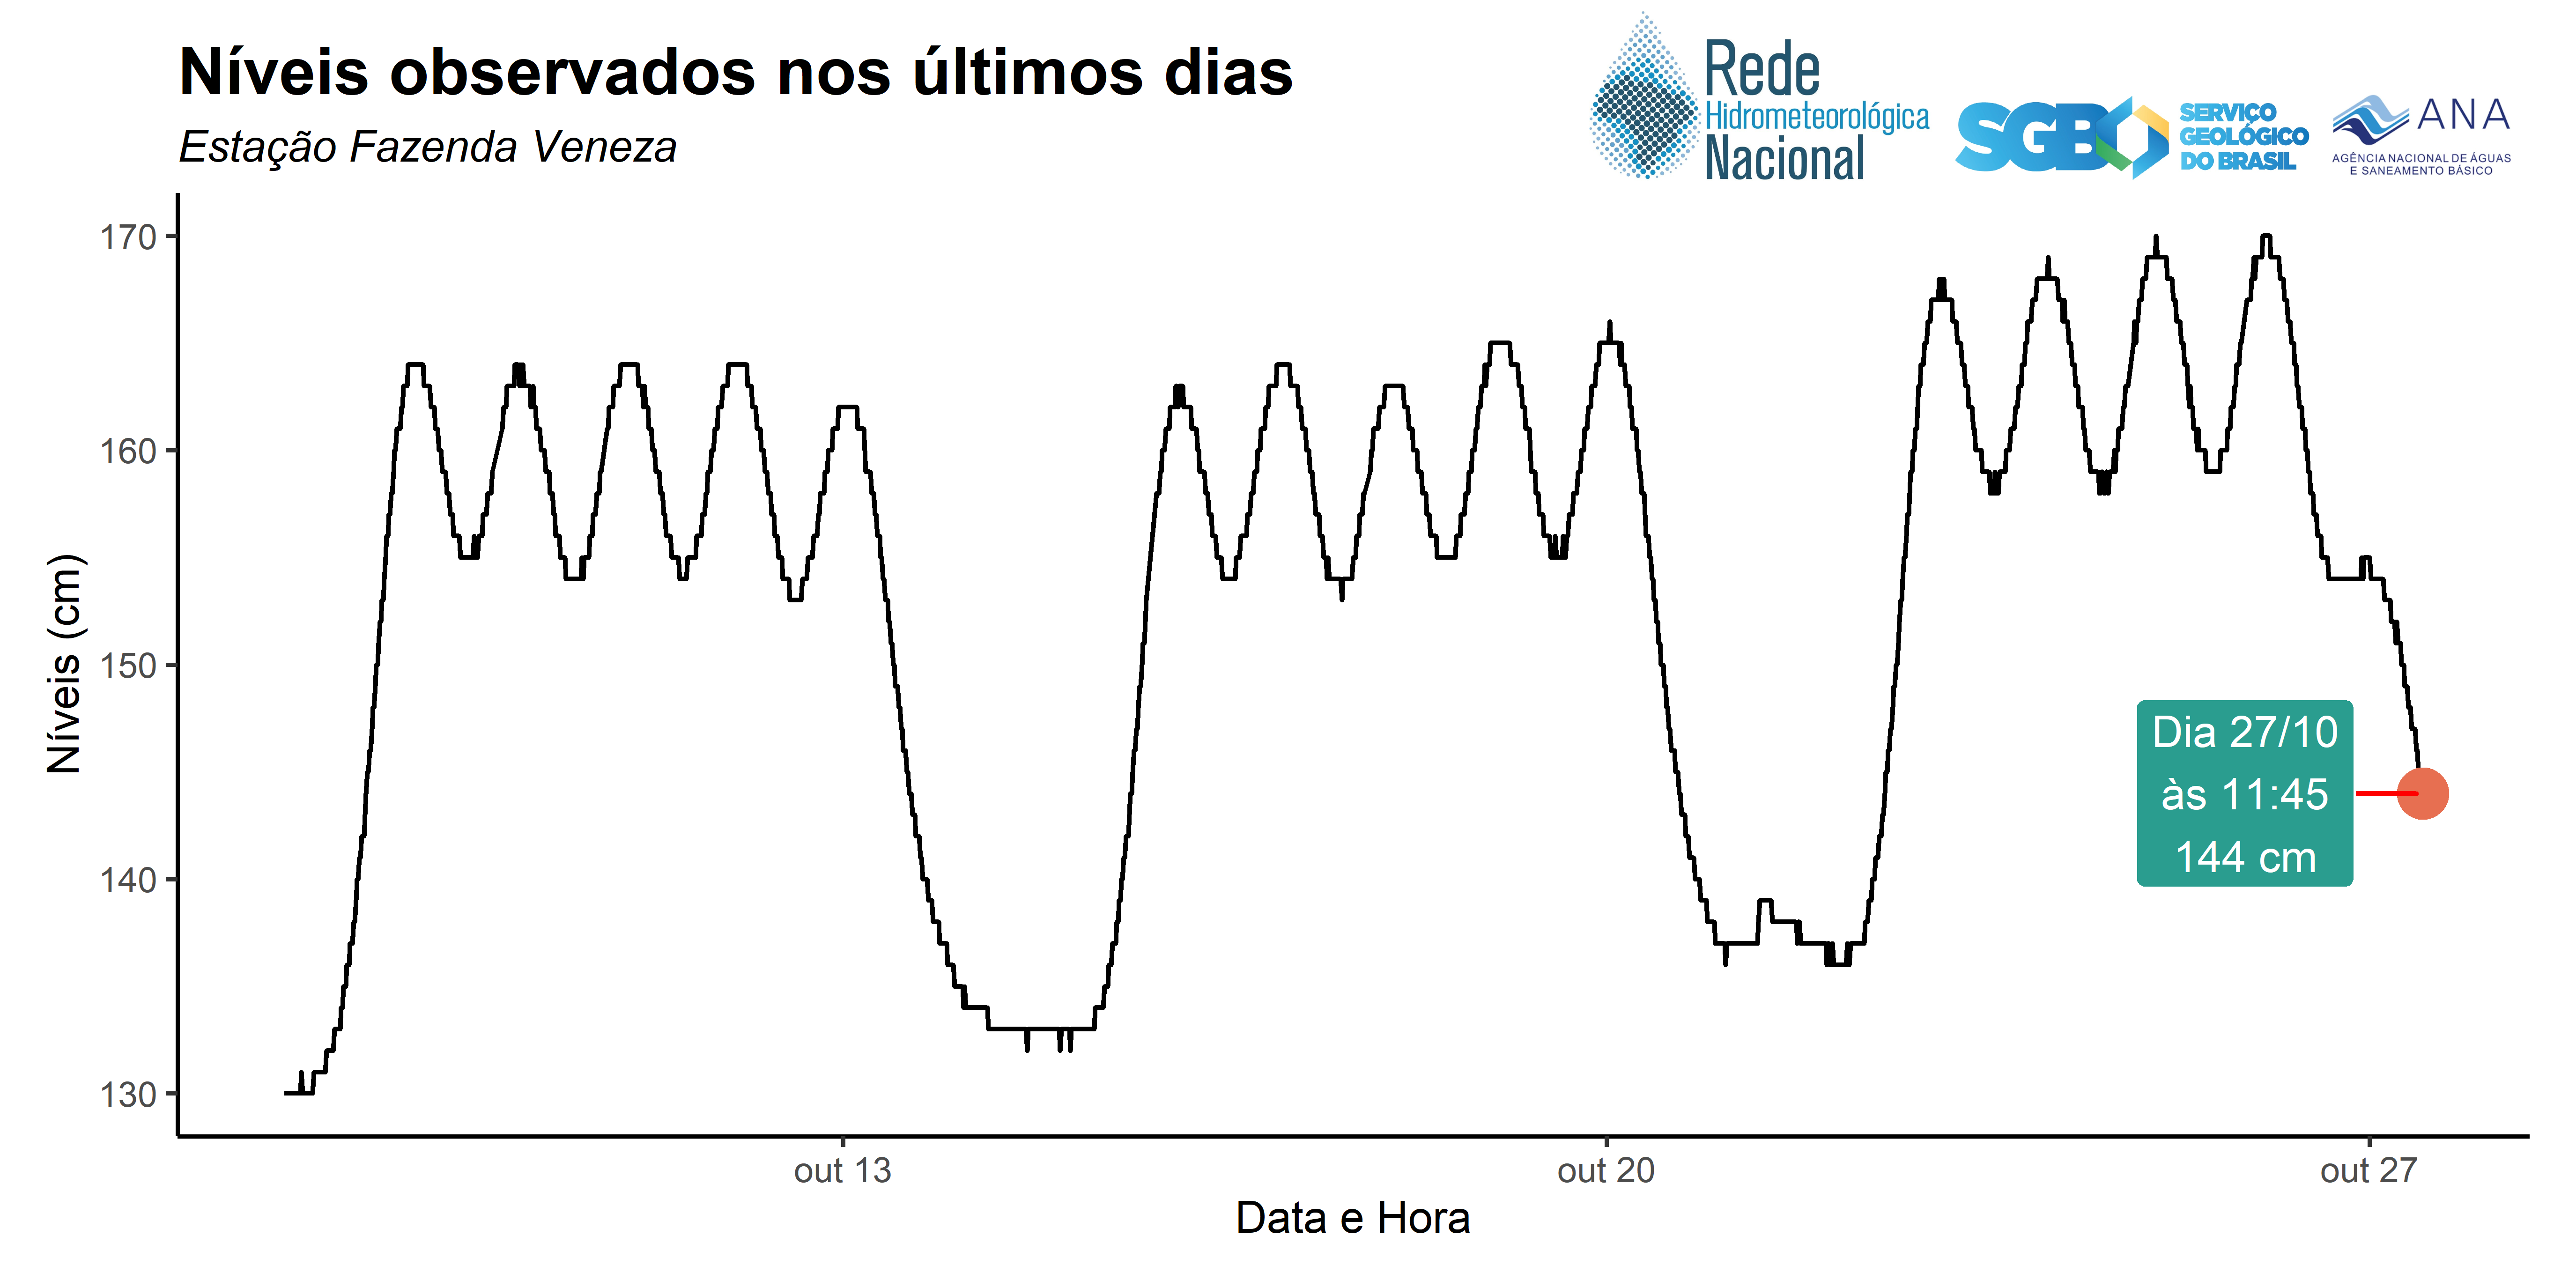 Níveis observados nos últimos dias
Estação Fazenda Veneza
Rede
Hidrometeorológica
Nacional
SGB
SERVIÇO
GEOLÓGICO
DO BRASIL
ANA
AGÊNCIA NACIONAL DE ÁGUAS
E SANEAMENTO BÁSICO
Níveis (cm)
170
160
150
140
130
Dia 27/10
às 11:45
144 cm
out 13
out 20
out 27
Data e Hora